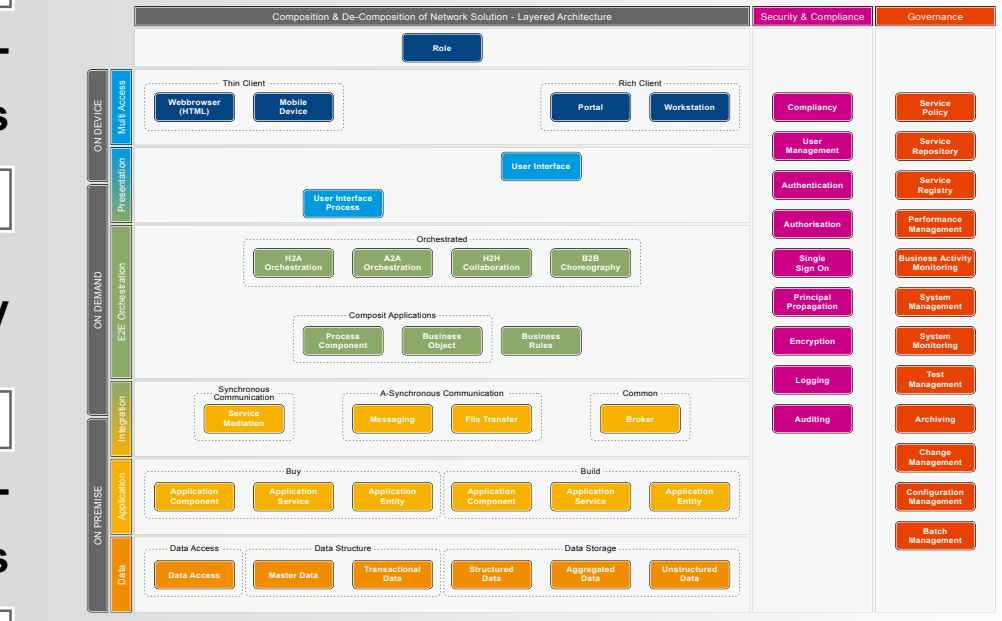 Composition & De-Composition of Network Solution - Layered Architecture
Security & Compliance
Governance
Role
ON DEVICE
ON DEMAND
ON PREMISE
Multi Access
Thin Client
Webbrowser
(HTML)
Mobile
Device
Rich Client
Portal
Workstation
Presentation
User Interface
User Interface
Process
E2E Orchestration
Orchestrated
H2A
Orchestration
A2A
Orchestration
H2H
Collaboration
B2B
Choreography
Composit Applications
Process
Component
Business
Object
Business
Rules
Integration
Synchronous
Communication
Service
Mediation
A-Synchronous Communication
Messaging
File Transfer
Common
Broker
Application
Buy
Application
Component
Application
Service
Application
Entity
Build
Application
Component
Application
Service
Application
Entity
Data
Data Access
Data Access
Data Structure
Master Data
Transactional
Data
Data Storage
Structured
Data
Aggregated
Data
Unstructured
Data
Compliancy
User
Management
Authentication
Authorisation
Single
Sign On
Principal
Propagation
Encryption
Logging
Auditing
Service
Policy
Service
Repository
Service
Registry
Performance
Management
Business Activity
Monitoring
System
Management
System
Monitoring
Test
Management
Archiving
Change
Management
Configuration
Management
Batch
Management